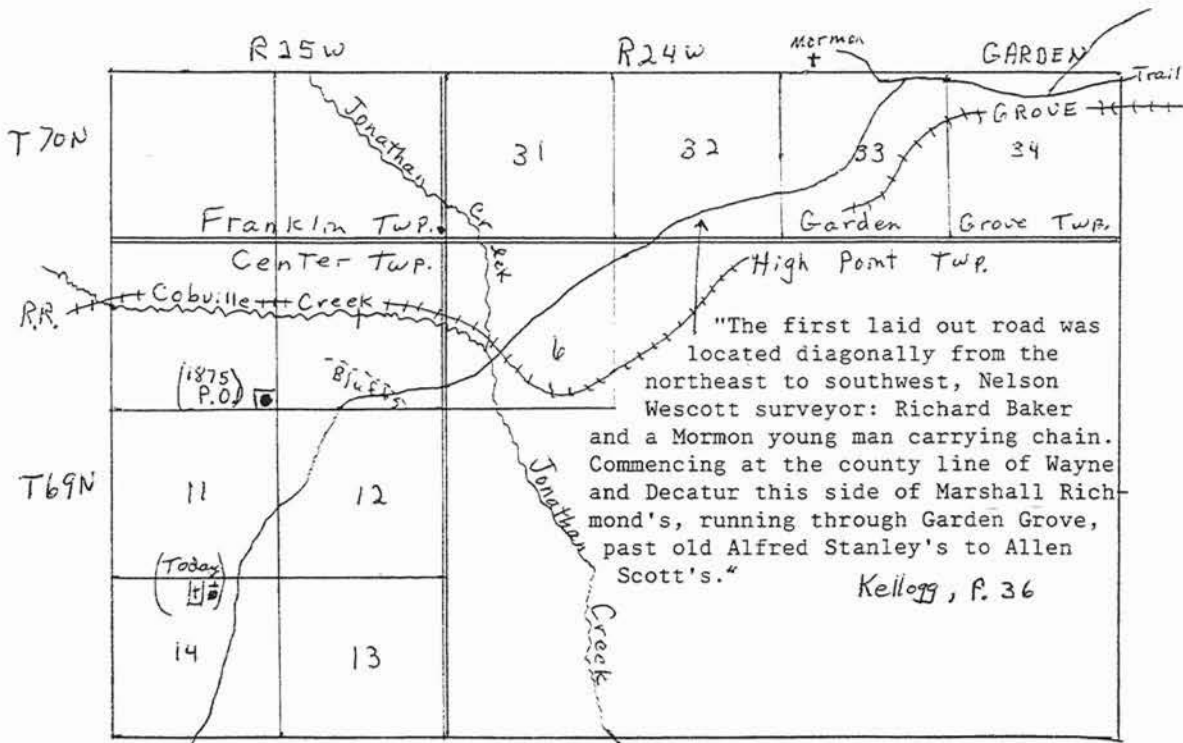 R25W R24W Mormon GARDEN
Trail
T70N
Jonathan Creek
31 32 33 34
GROVE
Franklin Twp. Garden Grove Twp.
Center Twp. High Point Twp.
R.R. Cobville Creek
6
(1875
P.O.)
Bluffs
"The first laid out road was
located diagonally from the
northeast to southwest, Nelson
Wescott surveyor: Richard Baker
and a Mormon young man carrying chain.
Commencing at the county line of Wayne
and Decatur this side of Marshall Rich-
mond's, running through Garden Grove,
past old Alfred Stanley's to Allen
Scott's."
Kellogg, P. 36
T69N
11 12
Jonathan
Creek
(Today)
14 13